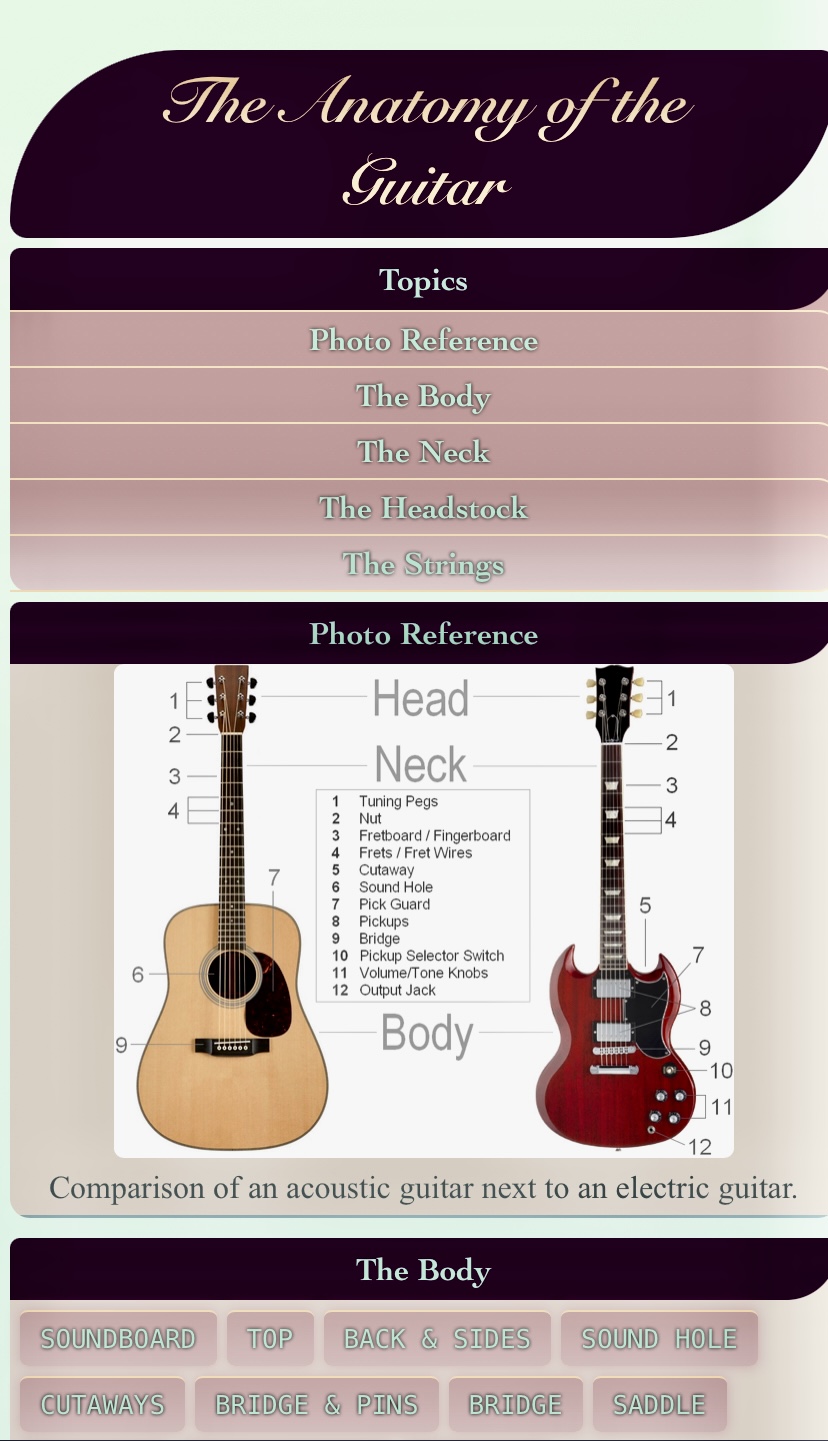 The Anatomy of the
Guitar
Topics
Photo Reference
The Body
The Neck
The Headstock
The Strings
Photo Reference
Head
1
1
2
2
Neck
3
3
4
4
1 Tuning Pegs
2 Nut
3 Fretboard / Fingerboard
4 Frets / Fret Wires
5 Cutaway
6 Sound Hole
7 Pick Guard
8 Pickups
9 Bridge
10 Pickup Selector Switch
11 Volume/Tone Knobs
12 Output Jack
7
5
7
6
8
Body
9
9
10
11
12
Comparison of an acoustic guitar next to an electric guitar.
The Body
SOUNDBOARD TOP BACK & SIDES SOUND HOLE
CUTAWAYS BRIDGE & PINS BRIDGE SADDLE